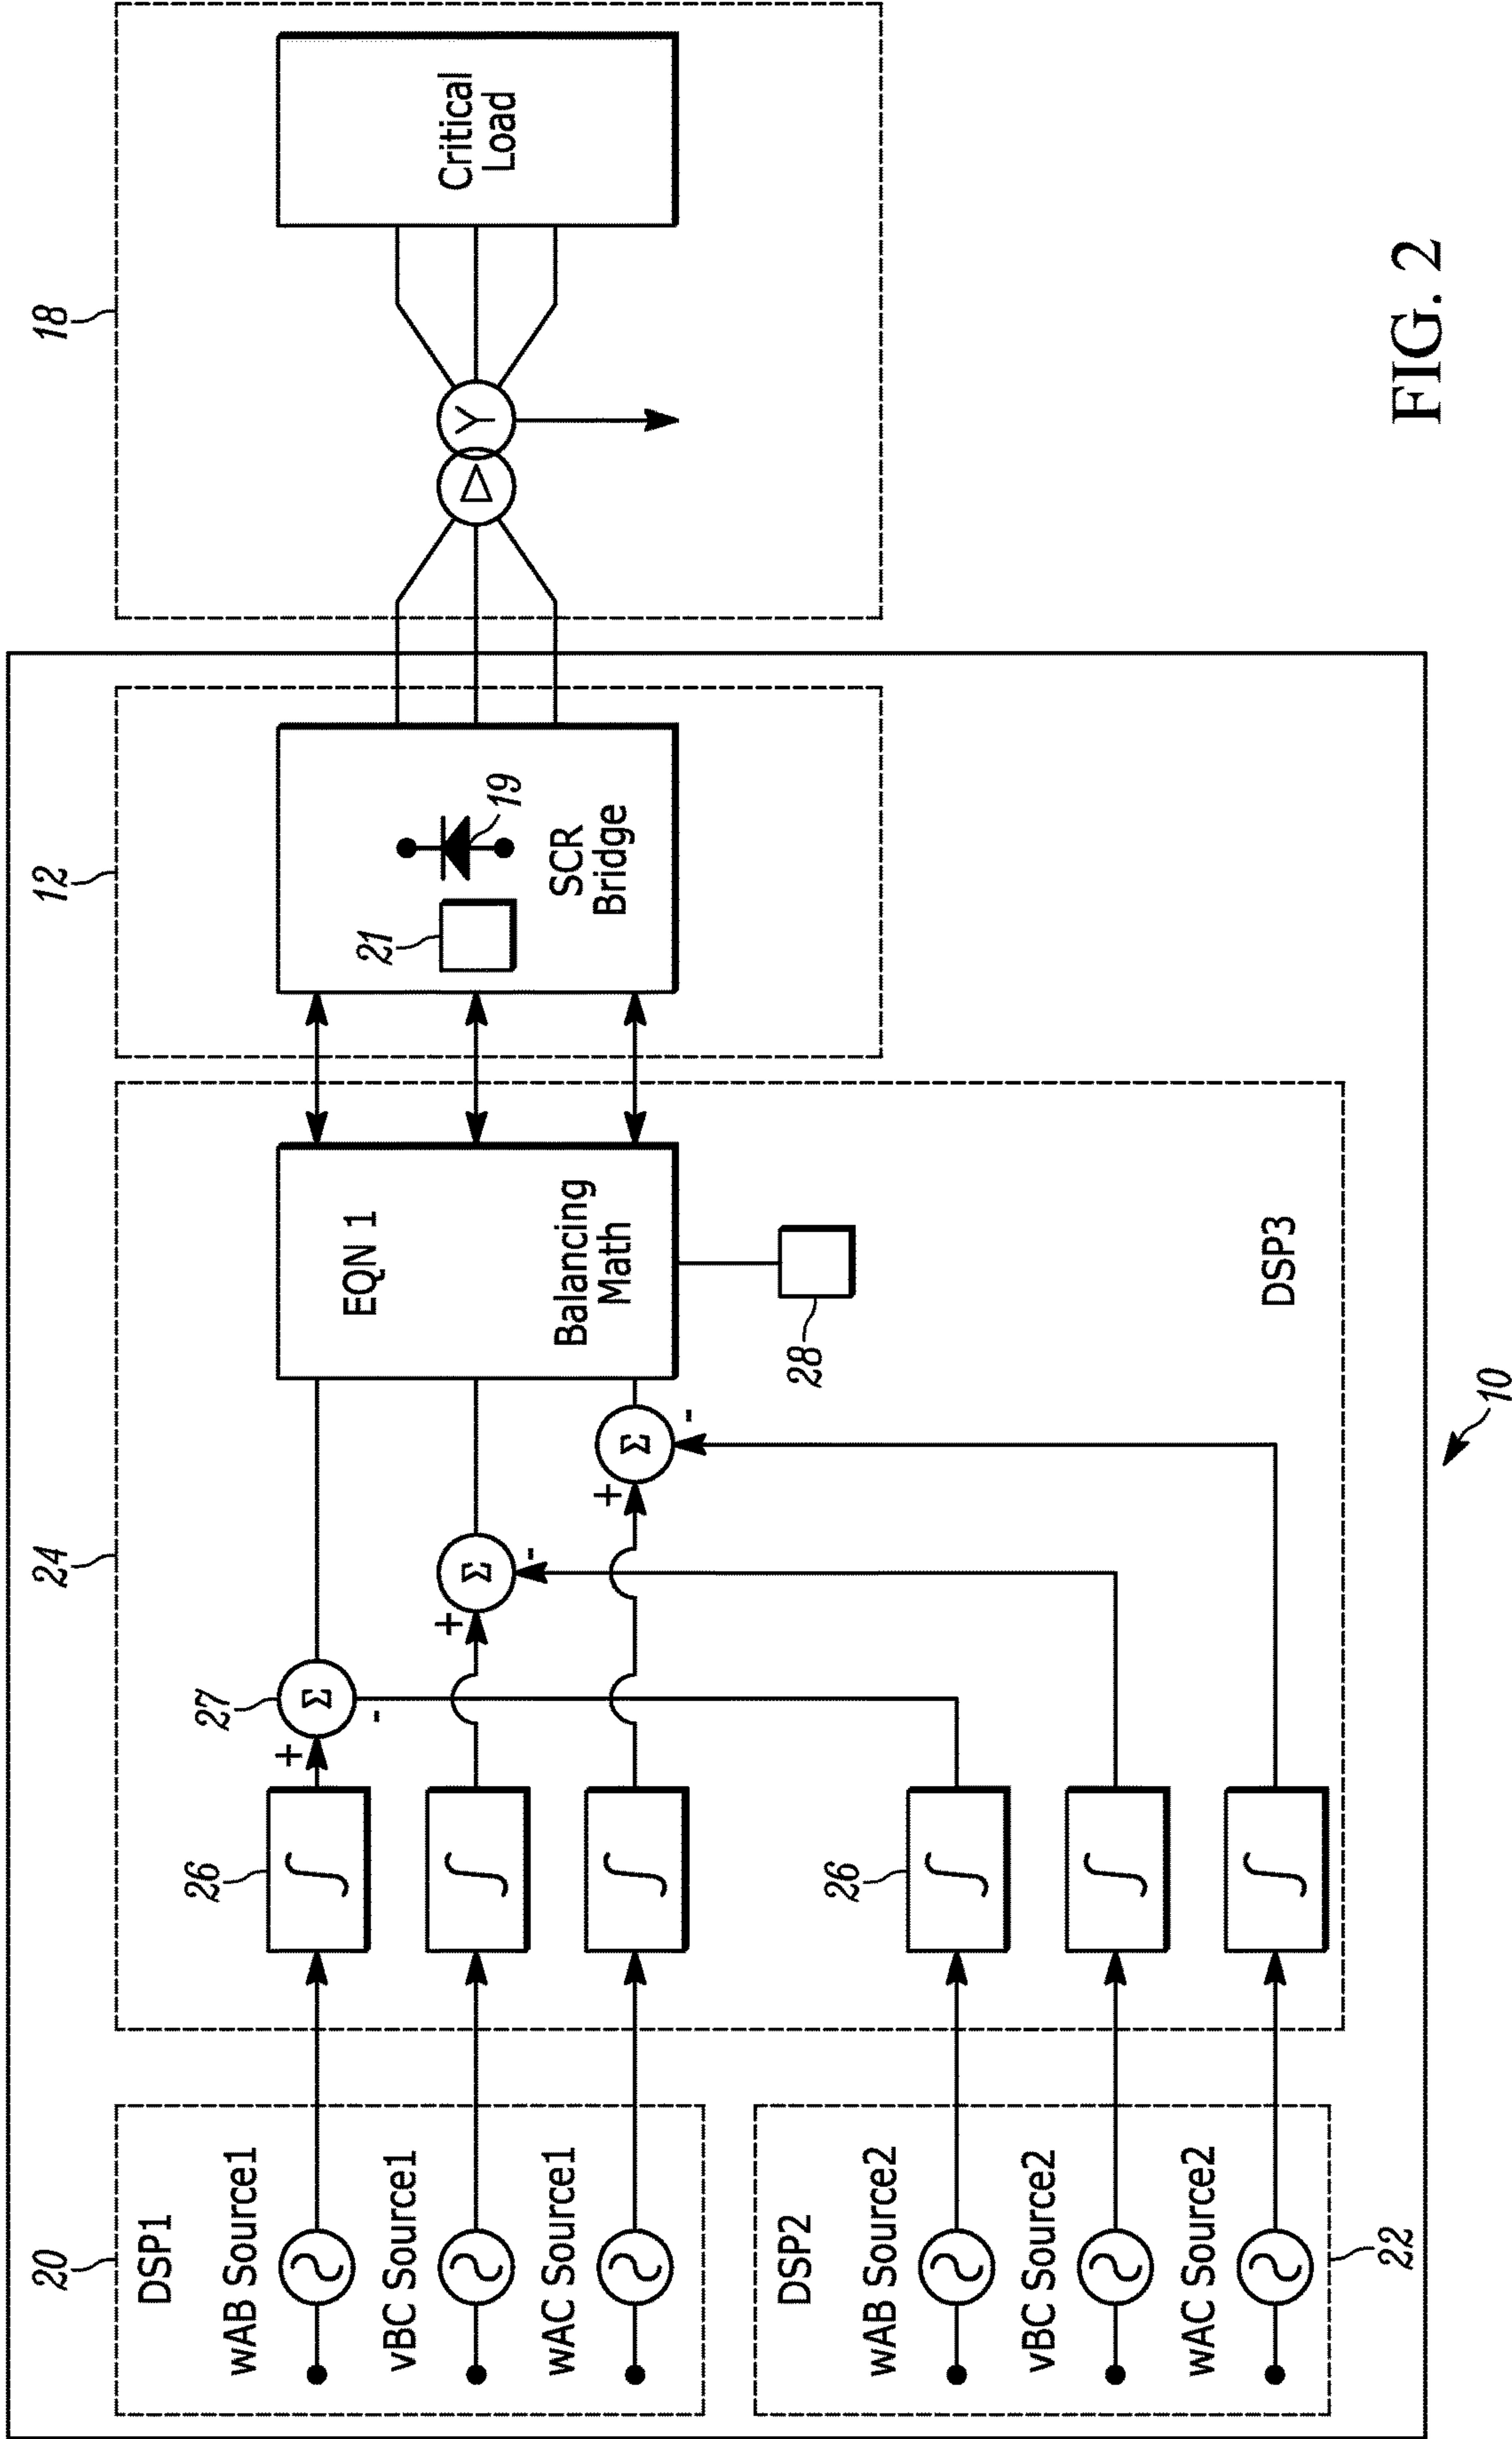 20
DSP1
wAB Source1
vBC Source1
wAC Source1
DSP2
wAB Source2
vBC Source2
wAC Source2
22
24
26
∫
∫
∫
26
∫
∫
∫
27
+
Σ
-
+
Σ
-
+
Σ
-
EQN 1
Balancing
Math
28
DSP3
12
21
19
SCR
Bridge
18
Y
Critical
Load
10
FIG. 2